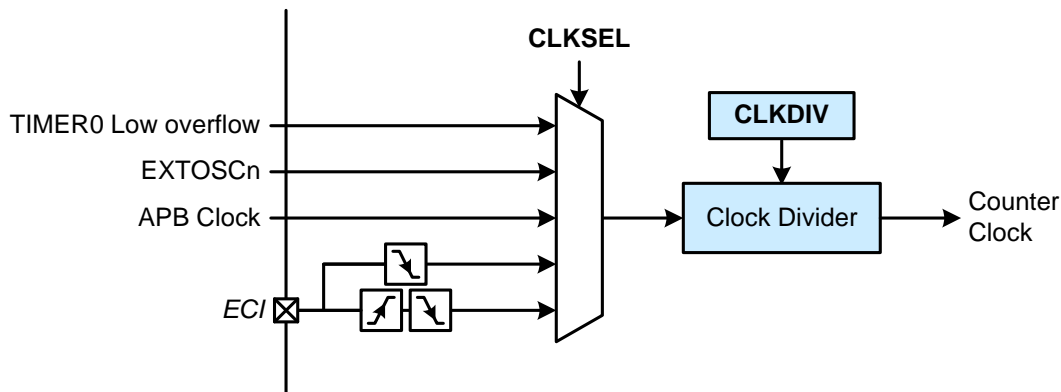 CLKSEL
TIMER0 Low overflow
CLKDIV
EXTOSCn
APB Clock
Clock Divider
Counter
Clock
ECI